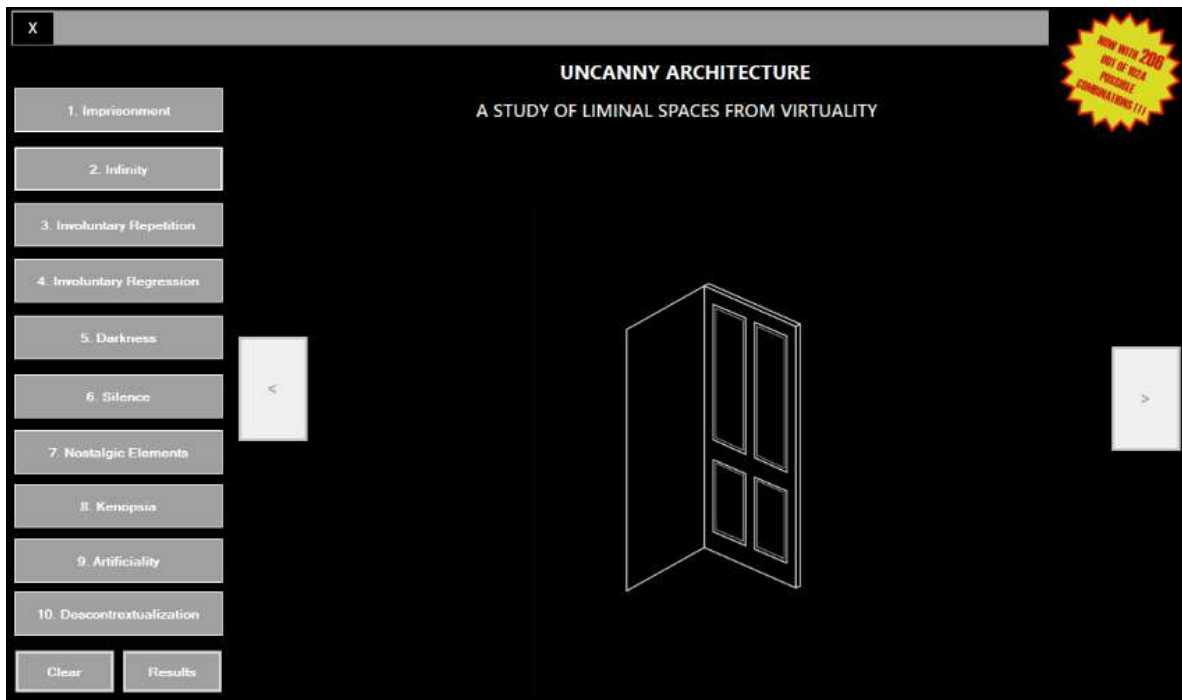 X
UNCANNY ARCHITECTURE
A STUDY OF LIMINAL SPACES FROM VIRTUALITY
NOW WITH 206
OUT OF 1024
POSSIBLE
COMBINATIONS !!!
1. Imprisonment
2. Infinity
3. Involuntary Repetition
4. Involuntary Regression
5. Darkness
6. Silence
7. Nostalgic Elements
8. Kenopsia
9. Artificiality
10. Descontextualization
Clear
Results
<
>